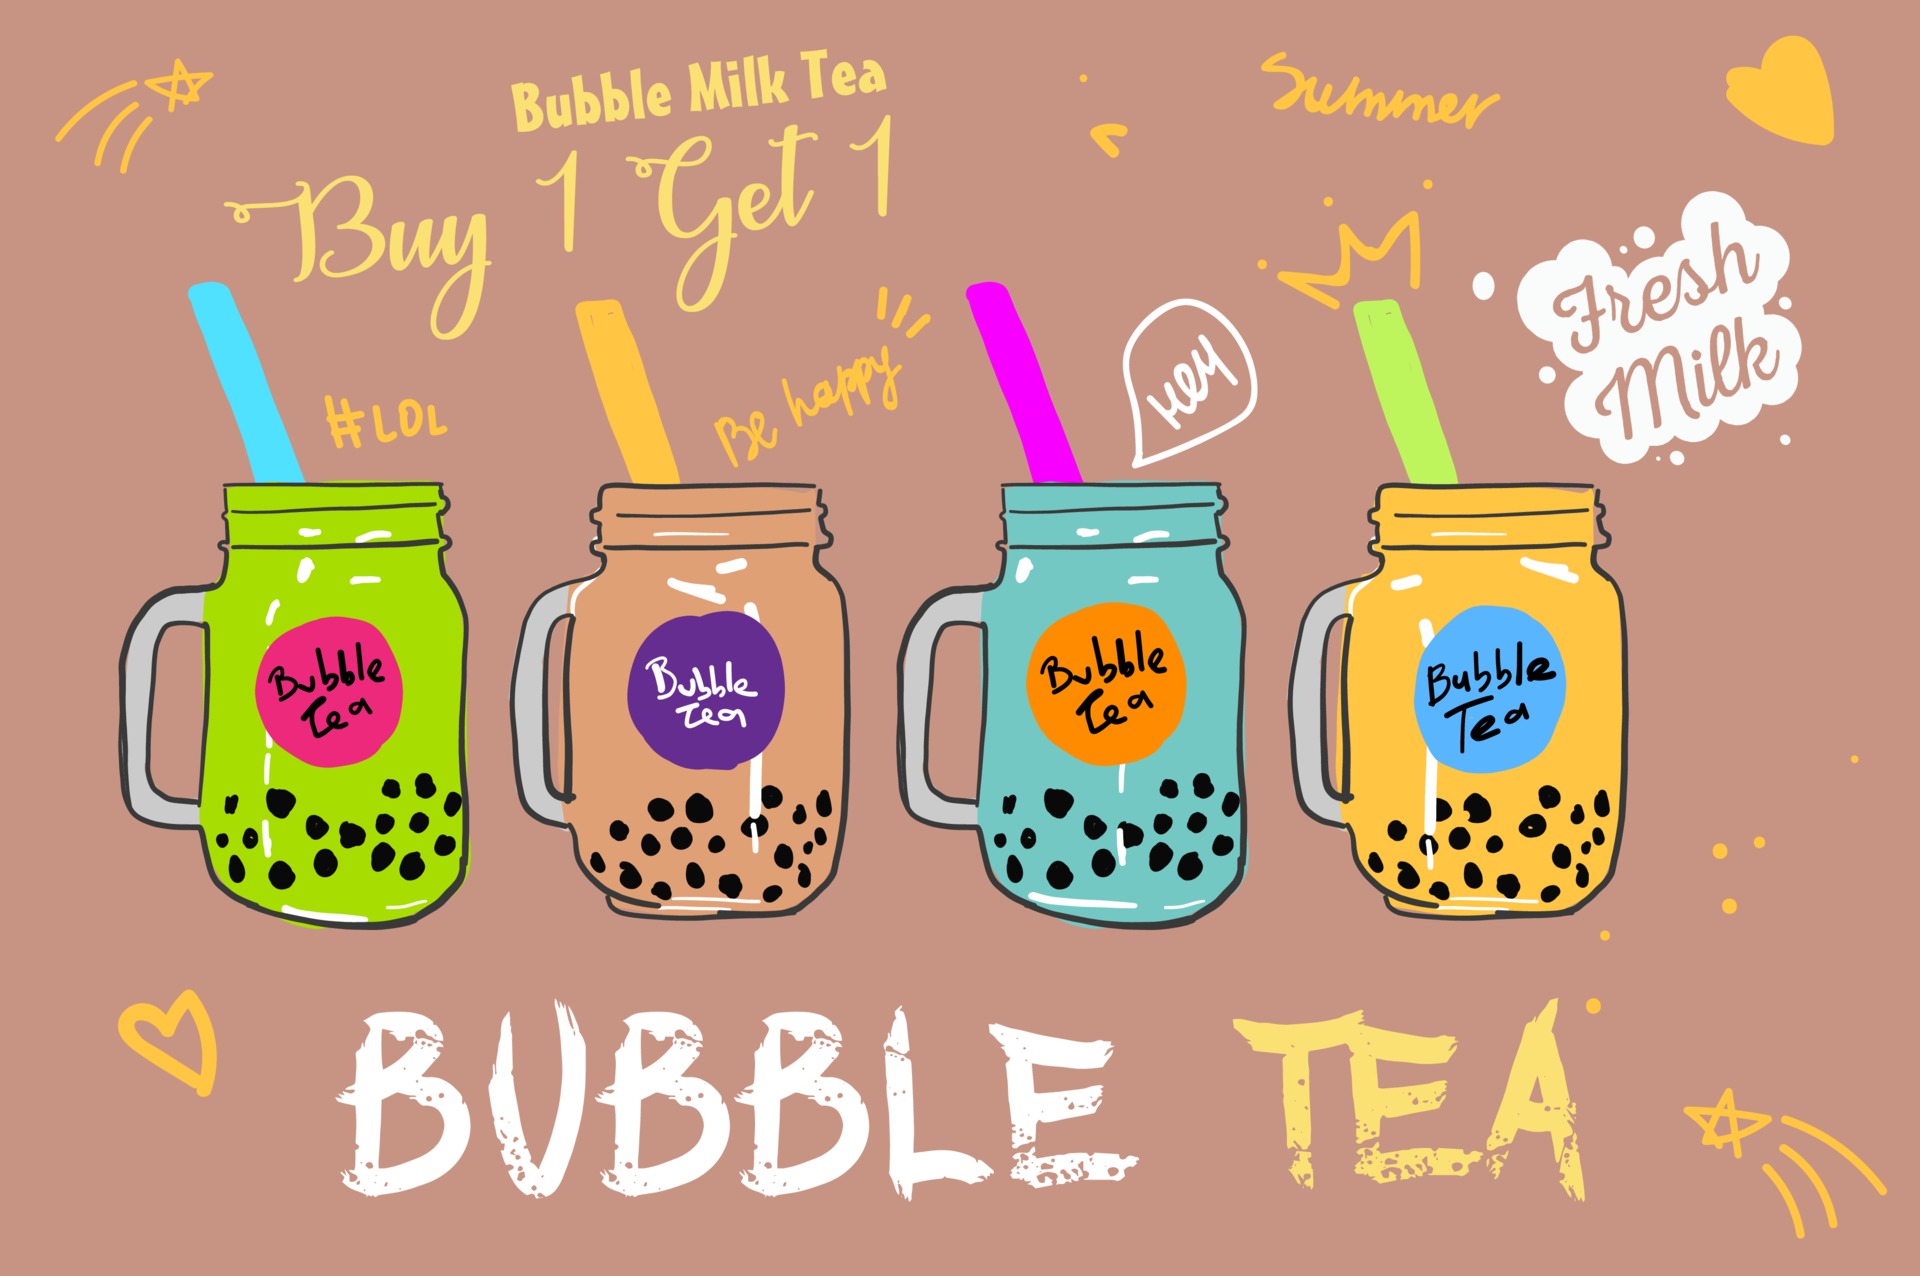 Bubble Milk Tea
Buy 1 Get 1
Summer
Fresh
Milk
#LOL
Be happy
Hey
Bubble
Tea
Bubble
Tea
Bubble
Tea
Bubble
Tea
BUBBLE TEA